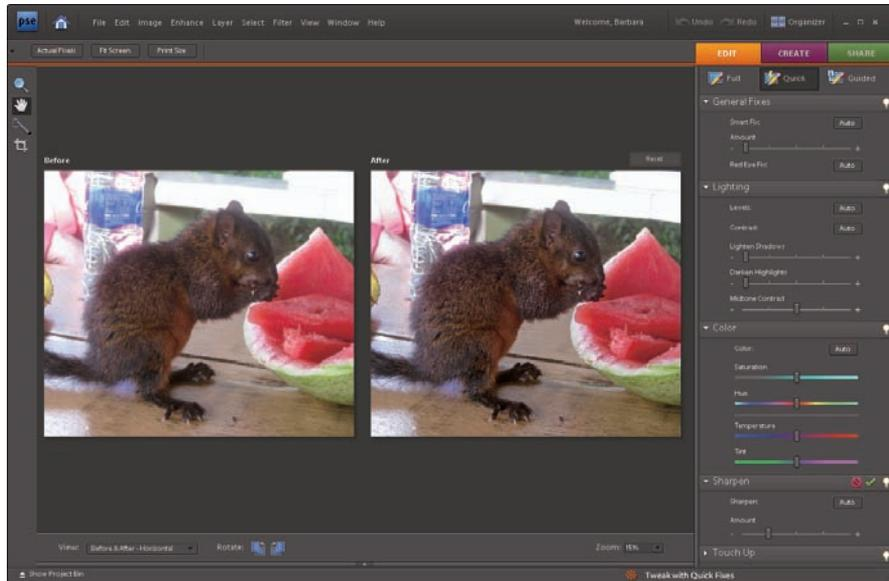 pse File Edit Image Enhance Layer Select Filter View Window Help Welcome, Barbara Undo Redo Organizer
Actual Pixels Fit Screen Print Size
EDIT CREATE SHARE
Full Quick Guided
General Fixes
Smart Fix: Auto
Amount
- +
Red Eye Fix: Auto
Lighting
Levels: Auto
Contrast: Auto
Lighten Shadows
- +
Darken Highlights
- +
Midtone Contrast
- +
Color
Color: Auto
Saturation
Hue
Temperature
Tint
Sharpen
Sharpen: Auto
Amount
- +
Touch Up
Before After Reset
View: Before & After - Horizontal Rotate: Zoom: 15%
Show Project Bin Tweak with Quick Fixes